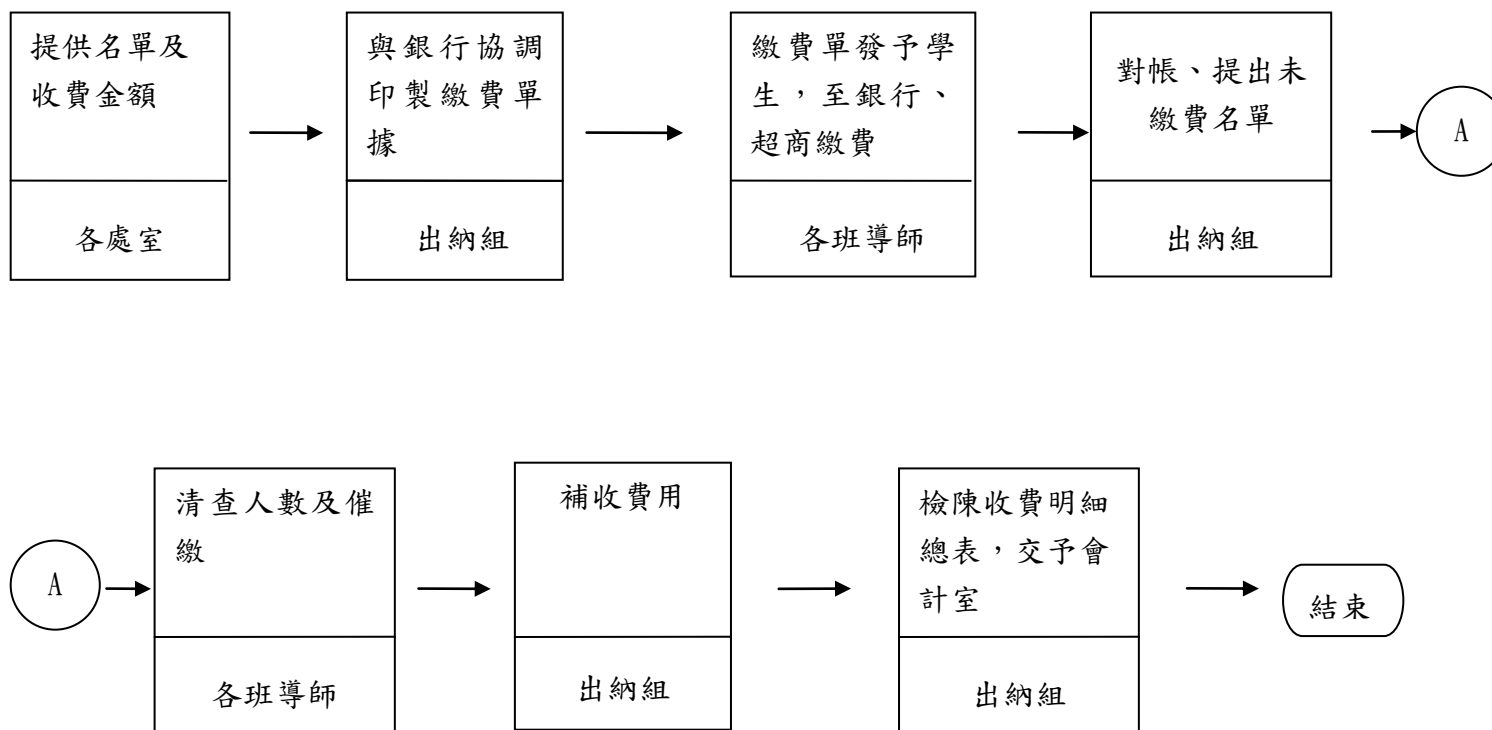 提供名單及
收費金額
各處室
與銀行協調
印製繳費單
據
出納組
繳費單發予學
生，至銀行、
超商繳費
各班導師
對帳、提出未
繳費名單
出納組
A
A
清查人數及催
繳
各班導師
補收費用
出納組
檢陳收費明細
總表，交予會
計室
出納組
結束